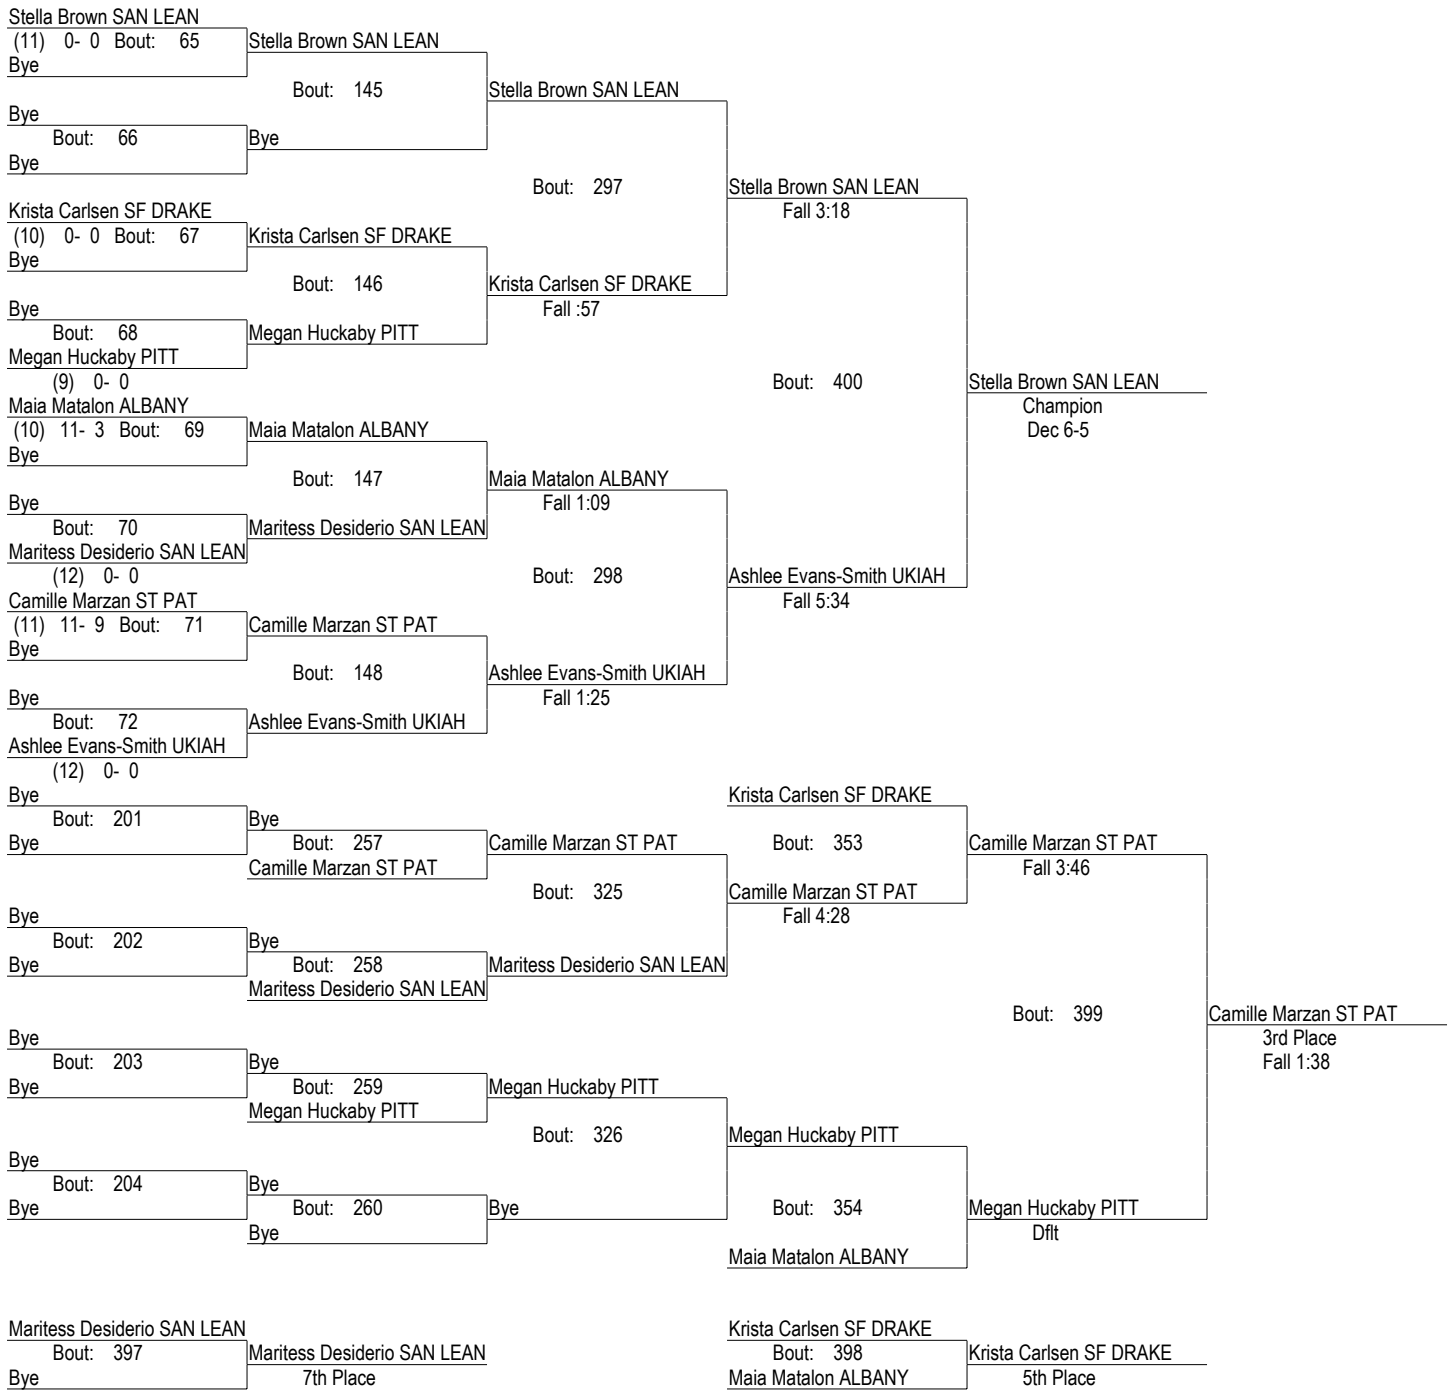 Stella Brown SAN LEAN
(11) 0- 0 Bout: 65 Stella Brown SAN LEAN
Bye
Bout: 145 Stella Brown SAN LEAN
Bye
Bout: 66 Bye
Bye
Bout: 297 Stella Brown SAN LEAN
Krista Carlsen SF DRAKE Fall 3:18
(10) 0- 0 Bout: 67 Krista Carlsen SF DRAKE
Bye
Bout: 146 Krista Carlsen SF DRAKE
Bye Fall :57
Bout: 68 Megan Huckaby PITT
Megan Huckaby PITT
(9) 0- 0 Bout: 400 Stella Brown SAN LEAN
Maia Matalon ALBANY Champion
(10) 11- 3 Bout: 69 Maia Matalon ALBANY Dec 6-5
Bye
Bout: 147 Maia Matalon ALBANY
Bye Fall 1:09
Bout: 70 Maritess Desiderio SAN LEAN
Maritess Desiderio SAN LEAN
(12) 0- 0 Bout: 298 Ashlee Evans-Smith UKIAH
Camille Marzan ST PAT Fall 5:34
(11) 11- 9 Bout: 71 Camille Marzan ST PAT
Bye
Bout: 148 Ashlee Evans-Smith UKIAH
Bye Fall 1:25
Bout: 72 Ashlee Evans-Smith UKIAH
Ashlee Evans-Smith UKIAH
(12) 0- 0
Bye Krista Carlsen SF DRAKE
Bout: 201 Bye
Bye Bout: 257 Camille Marzan ST PAT Bout: 353 Camille Marzan ST PAT
Camille Marzan ST PAT Fall 3:46
Bout: 325 Camille Marzan ST PAT
Bye Fall 4:28
Bout: 202 Bye
Bye Bout: 258 Maritess Desiderio SAN LEAN
Maritess Desiderio SAN LEAN
Bout: 399 Camille Marzan ST PAT
Bye 3rd Place
Bout: 203 Bye Fall 1:38
Bye Bout: 259 Megan Huckaby PITT
Megan Huckaby PITT
Bout: 326 Megan Huckaby PITT
Bye
Bout: 204 Bye
Bye Bout: 260 Bye Bout: 354 Megan Huckaby PITT
Bye Dflt
Maia Matalon ALBANY
Maritess Desiderio SAN LEAN Krista Carlsen SF DRAKE
Bout: 397 Maritess Desiderio SAN LEAN Bout: 398 Krista Carlsen SF DRAKE
Bye 7th Place Maia Matalon ALBANY 5th Place